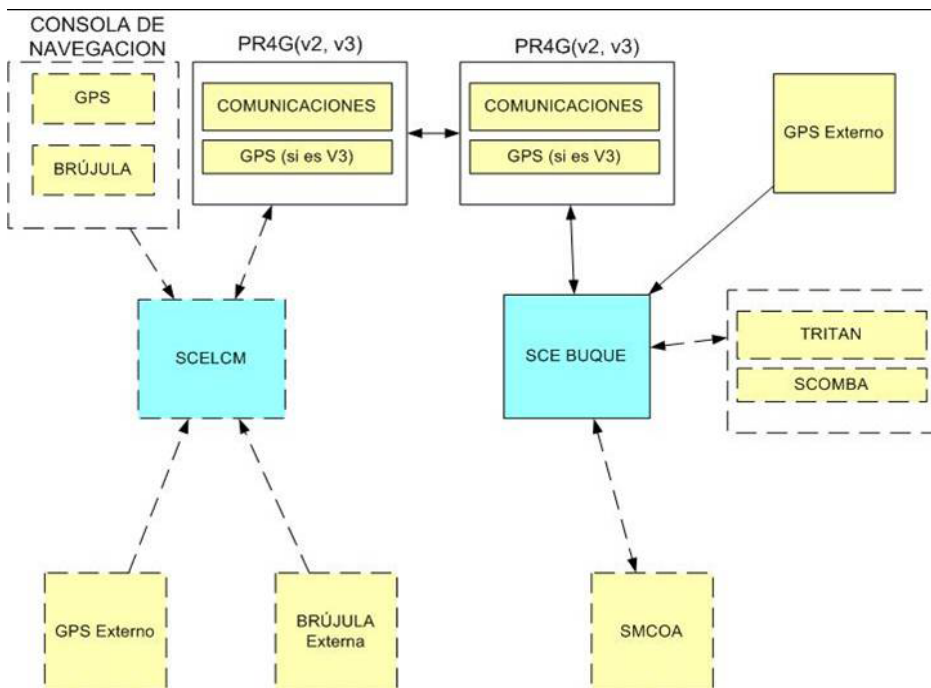 CONSOLA DE
NAVEGACION
GPS
BRÚJULA
PR4G(v2, v3)
COMUNICACIONES
GPS (si es V3)
PR4G(v2, v3)
COMUNICACIONES
GPS (si es V3)
GPS Externo
SCELCM
SCE BUQUE
TRITAN
SCOMBA
GPS Externo
BRÚJULA
Externa
SMCOA